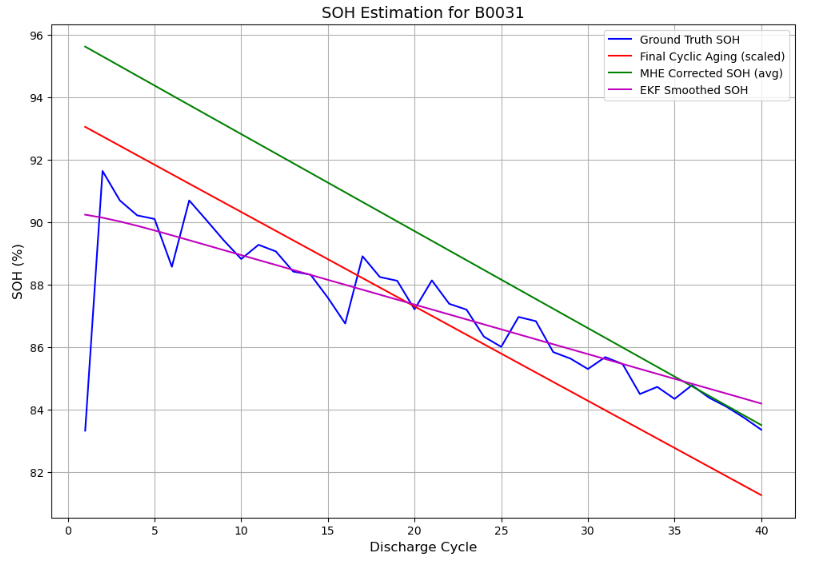 SOH Estimation for B0031
Ground Truth SOH
Final Cyclic Aging (scaled)
MHE Corrected SOH (avg)
EKF Smoothed SOH
SOH (%)
96
94
92
90
88
86
84
82
0 5 10 15 20 25 30 35 40
Discharge Cycle